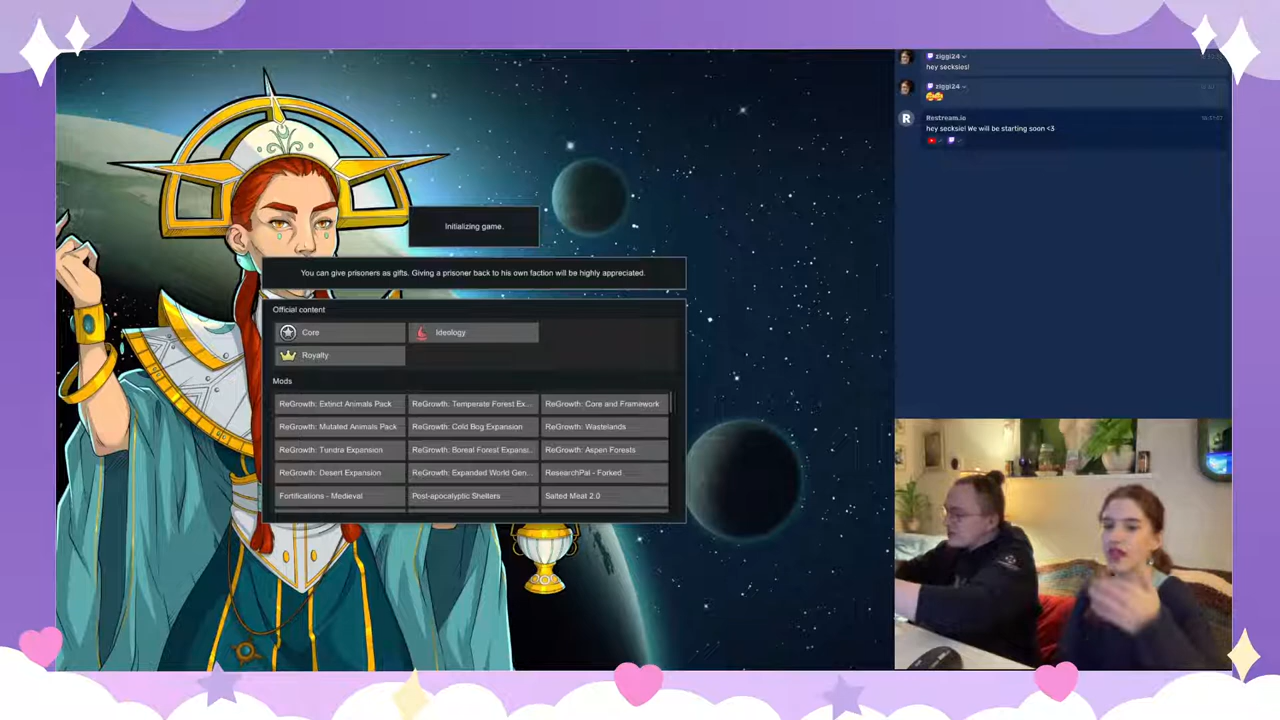 ziggi24
hey secksies!
ziggi24
Restream.io
hey secksie! We will be starting soon <3
Initializing game.
You can give prisoners as gifts. Giving a prisoner back to his own faction will be highly appreciated.
Official content
Core
Ideology
Royalty
Mods
ReGrowth: Extinct Animals Pack
ReGrowth: Temperate Forest Ex...
ReGrowth: Core and Framework
ReGrowth: Mutated Animals Pack
ReGrowth: Cold Bog Expansion
ReGrowth: Wastelands
ReGrowth: Tundra Expansion
ReGrowth: Boreal Forest Expansi...
ReGrowth: Aspen Forests
ReGrowth: Desert Expansion
ReGrowth: Expanded World Gen...
ResearchPal - Forked
Fortifications - Medieval
Post-apocalyptic Shelters
Salted Meat 2.0